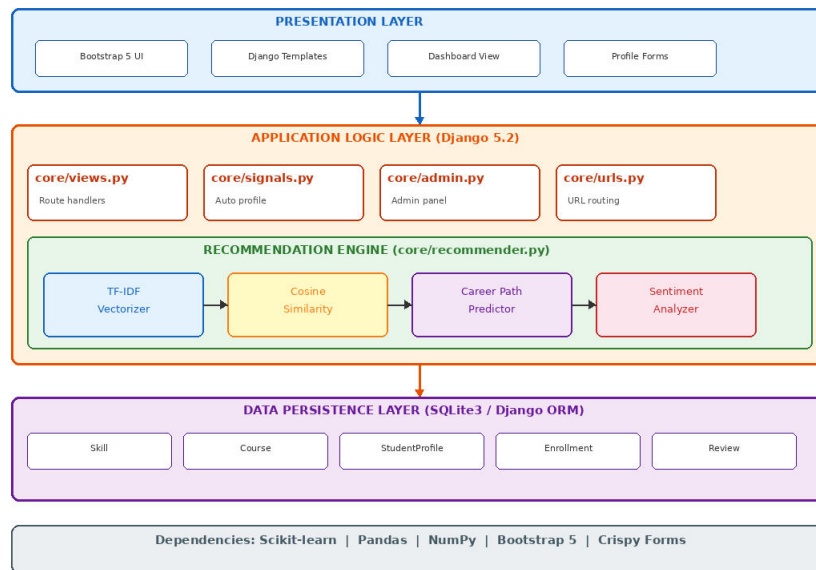 PRESENTATION LAYER
Bootstrap 5 UI
Django Templates
Dashboard View
Profile Forms
APPLICATION LOGIC LAYER (Django 5.2)
core/views.py
Route handlers
core/signals.py
Auto profile
core/admin.py
Admin panel
core/urls.py
URL routing
RECOMMENDATION ENGINE (core/recommender.py)
TF-IDF
Vectorizer
Cosine
Similarity
Career Path
Predictor
Sentiment
Analyzer
DATA PERSISTENCE LAYER (SQLite3 / Django ORM)
Skill
Course
StudentProfile
Enrollment
Review
Dependencies: Scikit-learn | Pandas | NumPy | Bootstrap 5 | Crispy Forms